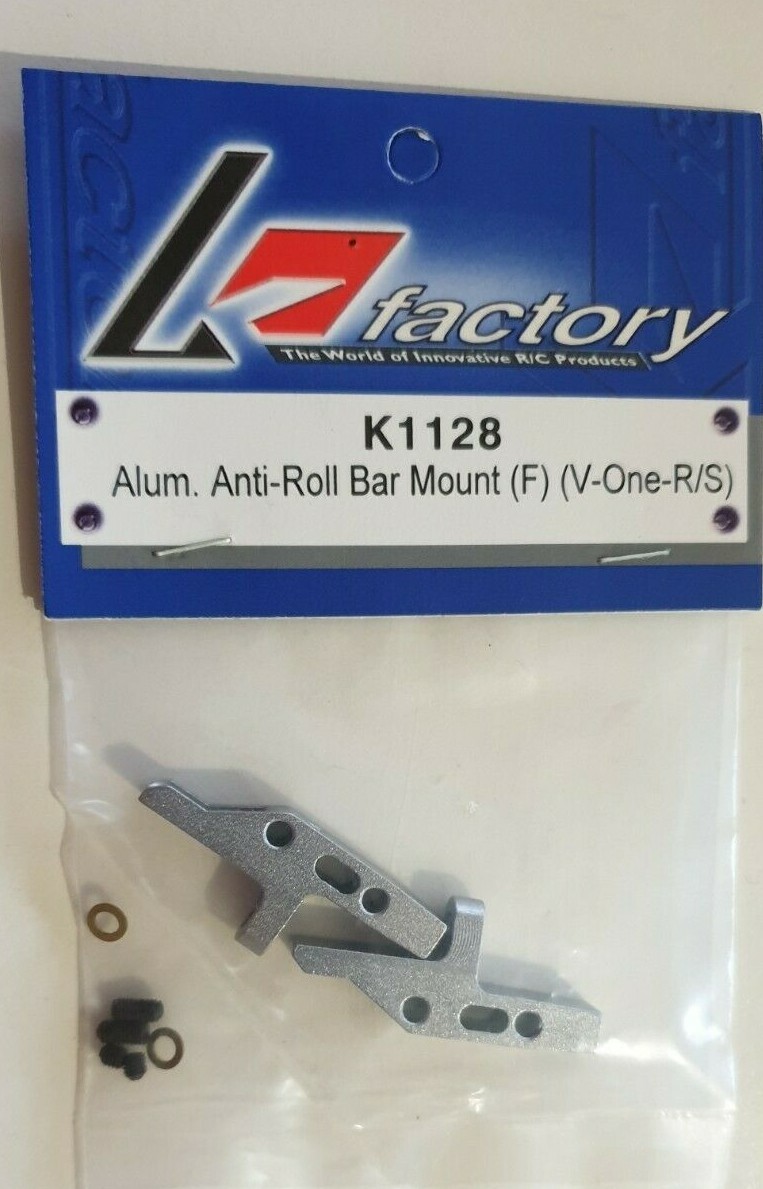 K factory
The World of Innovative R/C Products
K1128
Alum. Anti-Roll Bar Mount (F) (V-One-R/S)